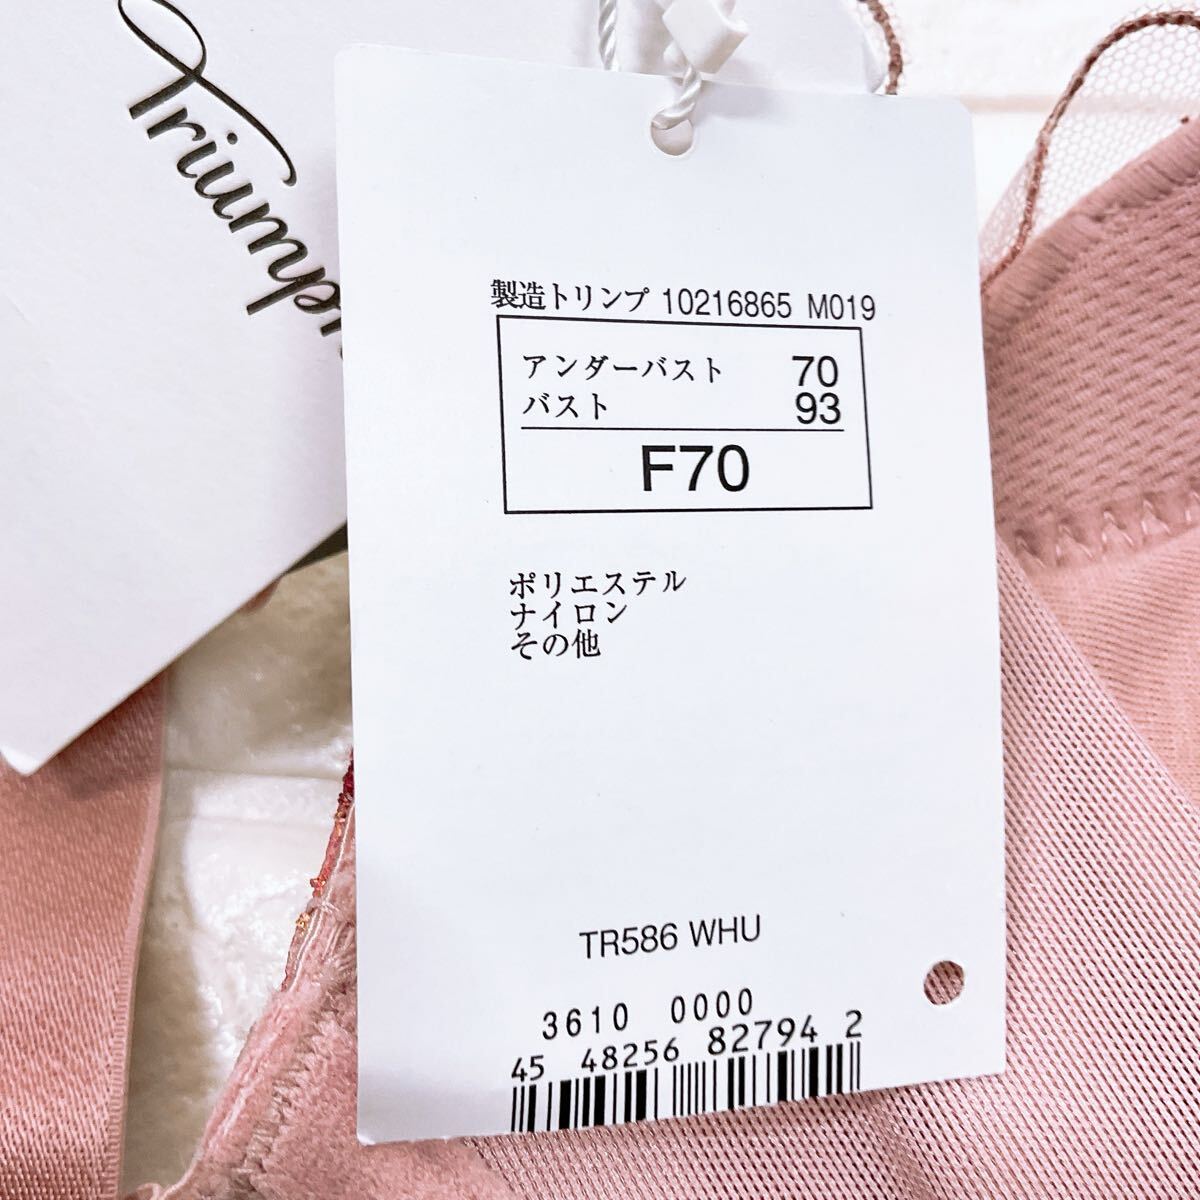 Triumph
製造トリンプ 10216865 M019
アンダーバスト 70
バスト 93
F70
ポリエステル
ナイロン
その他
TR586 WHU
3610 0000
45 48256 82794 2